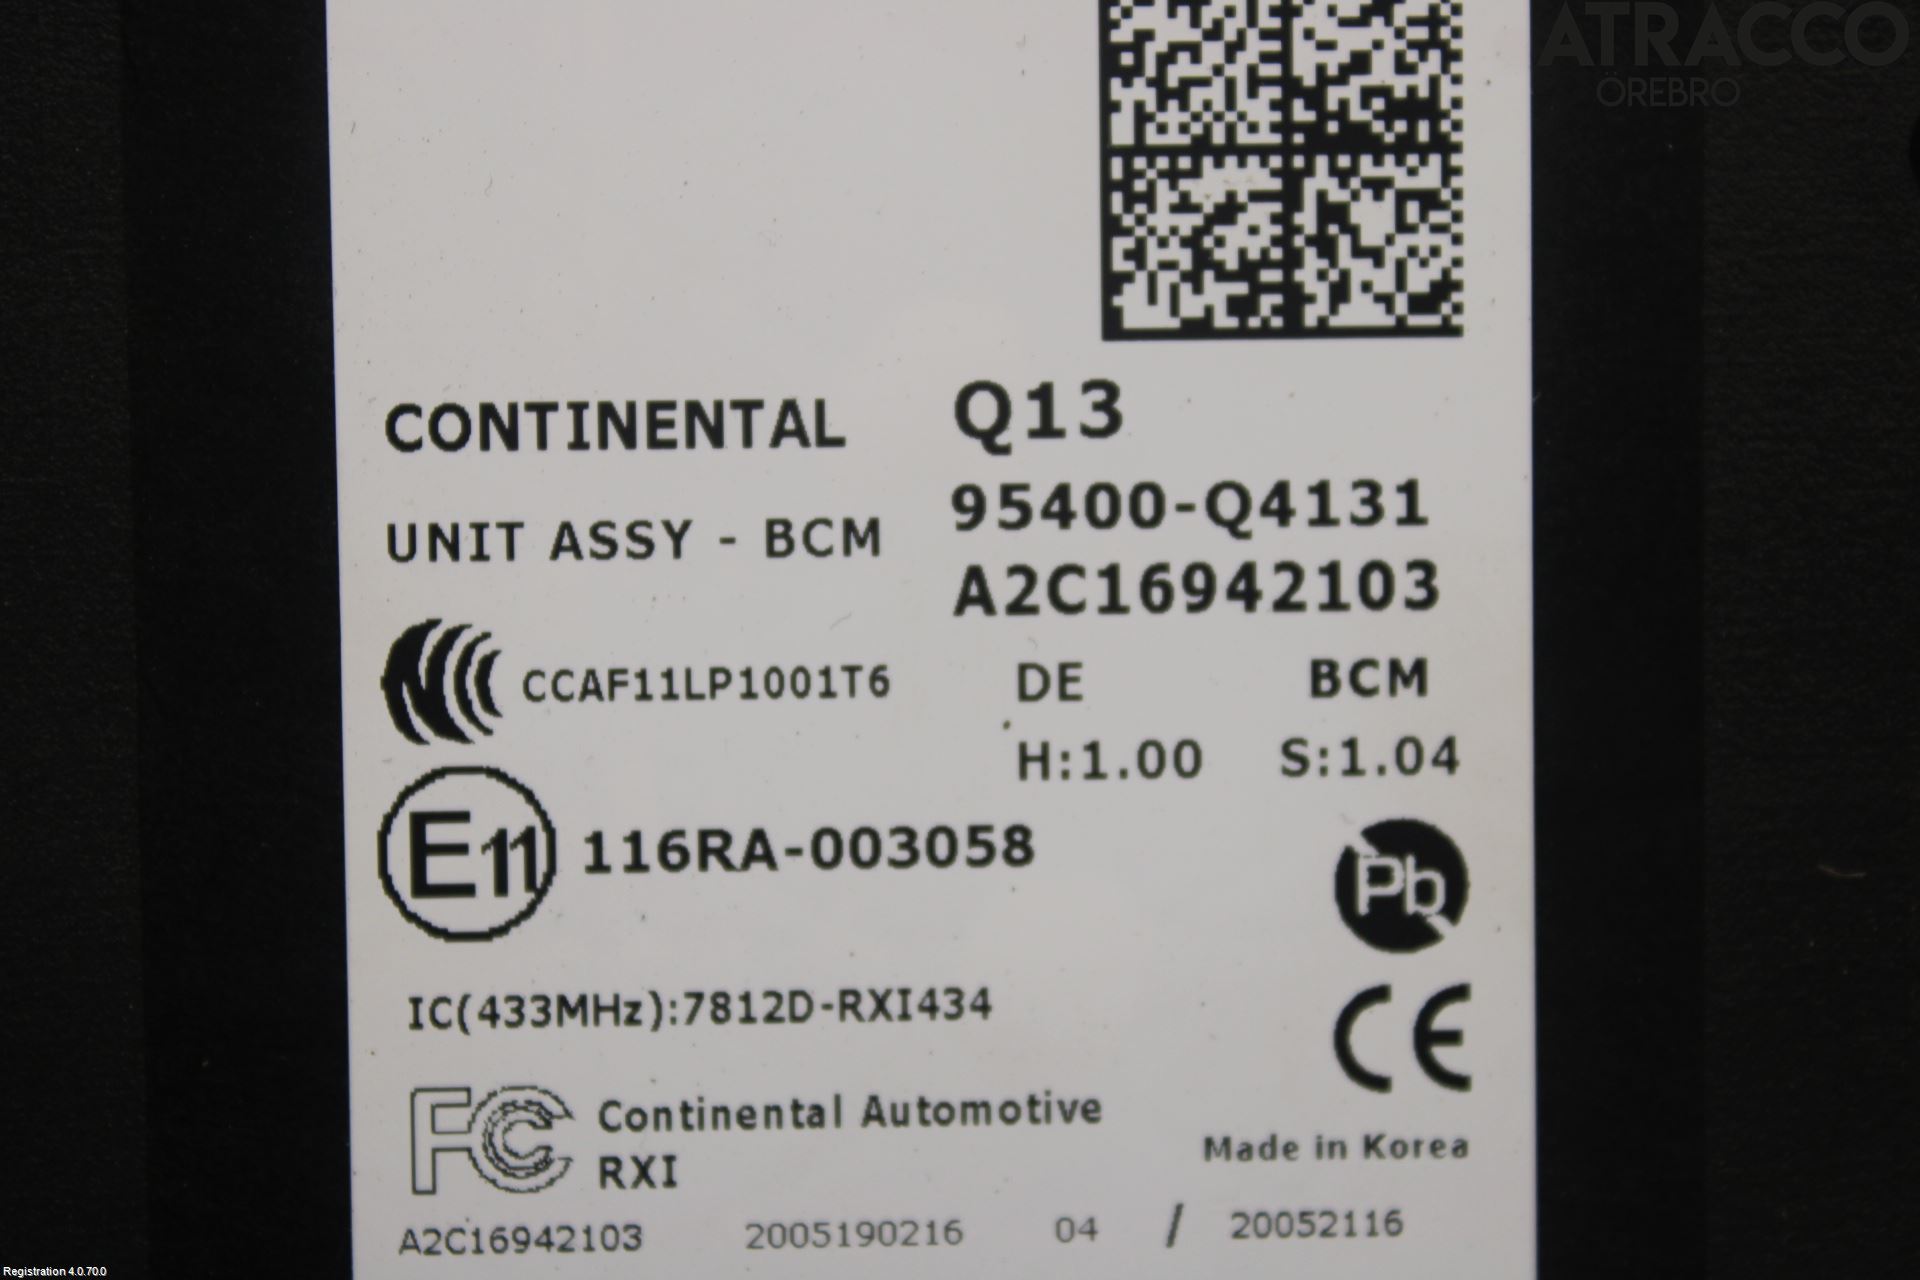 ATRACCO
ÖREBRO
CONTINENTAL Q13
UNIT ASSY - BCM 95400-Q4131
A2C16942103
CCAF11LP1001T6 DE BCM
H:1.00 S:1.04
E11 116RA-003058
Pb
IC(433MHz):7812D-RXI434
CE
FC Continental Automotive
RXI
Made in Korea
A2C16942103 2005190216 04 / 20052116
Registration 4.0.70.0